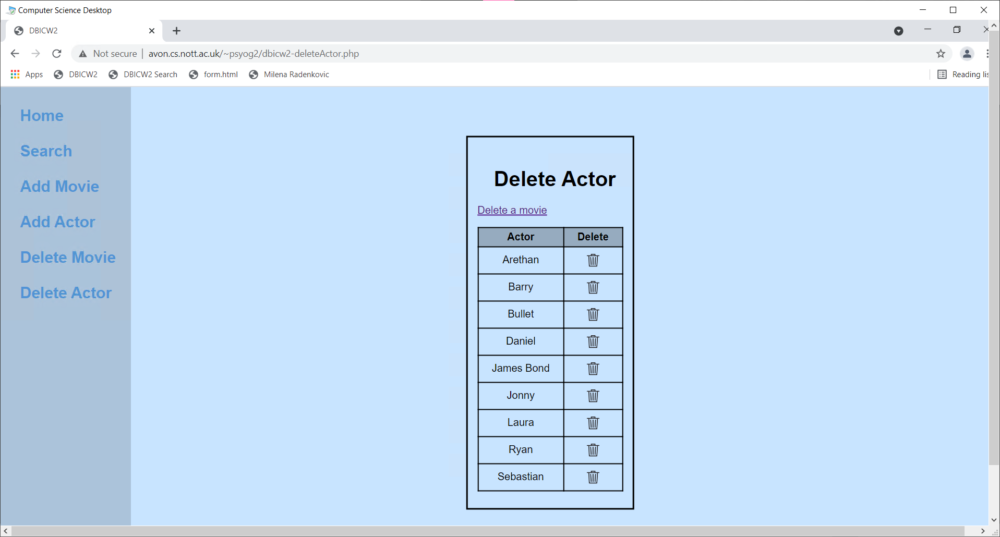 Computer Science Desktop
DBICW2
Not secure | avon.cs.nott.ac.uk/~psyog2/dbicw2-deleteActor.php
Apps DBICW2 DBICW2 Search form.html Milena Radenkovic Reading lis
Home
Search
Add Movie
Add Actor
Delete Movie
Delete Actor
Delete Actor
Delete a movie
Actor Delete
Arethan
Barry
Bullet
Daniel
James Bond
Jonny
Laura
Ryan
Sebastian